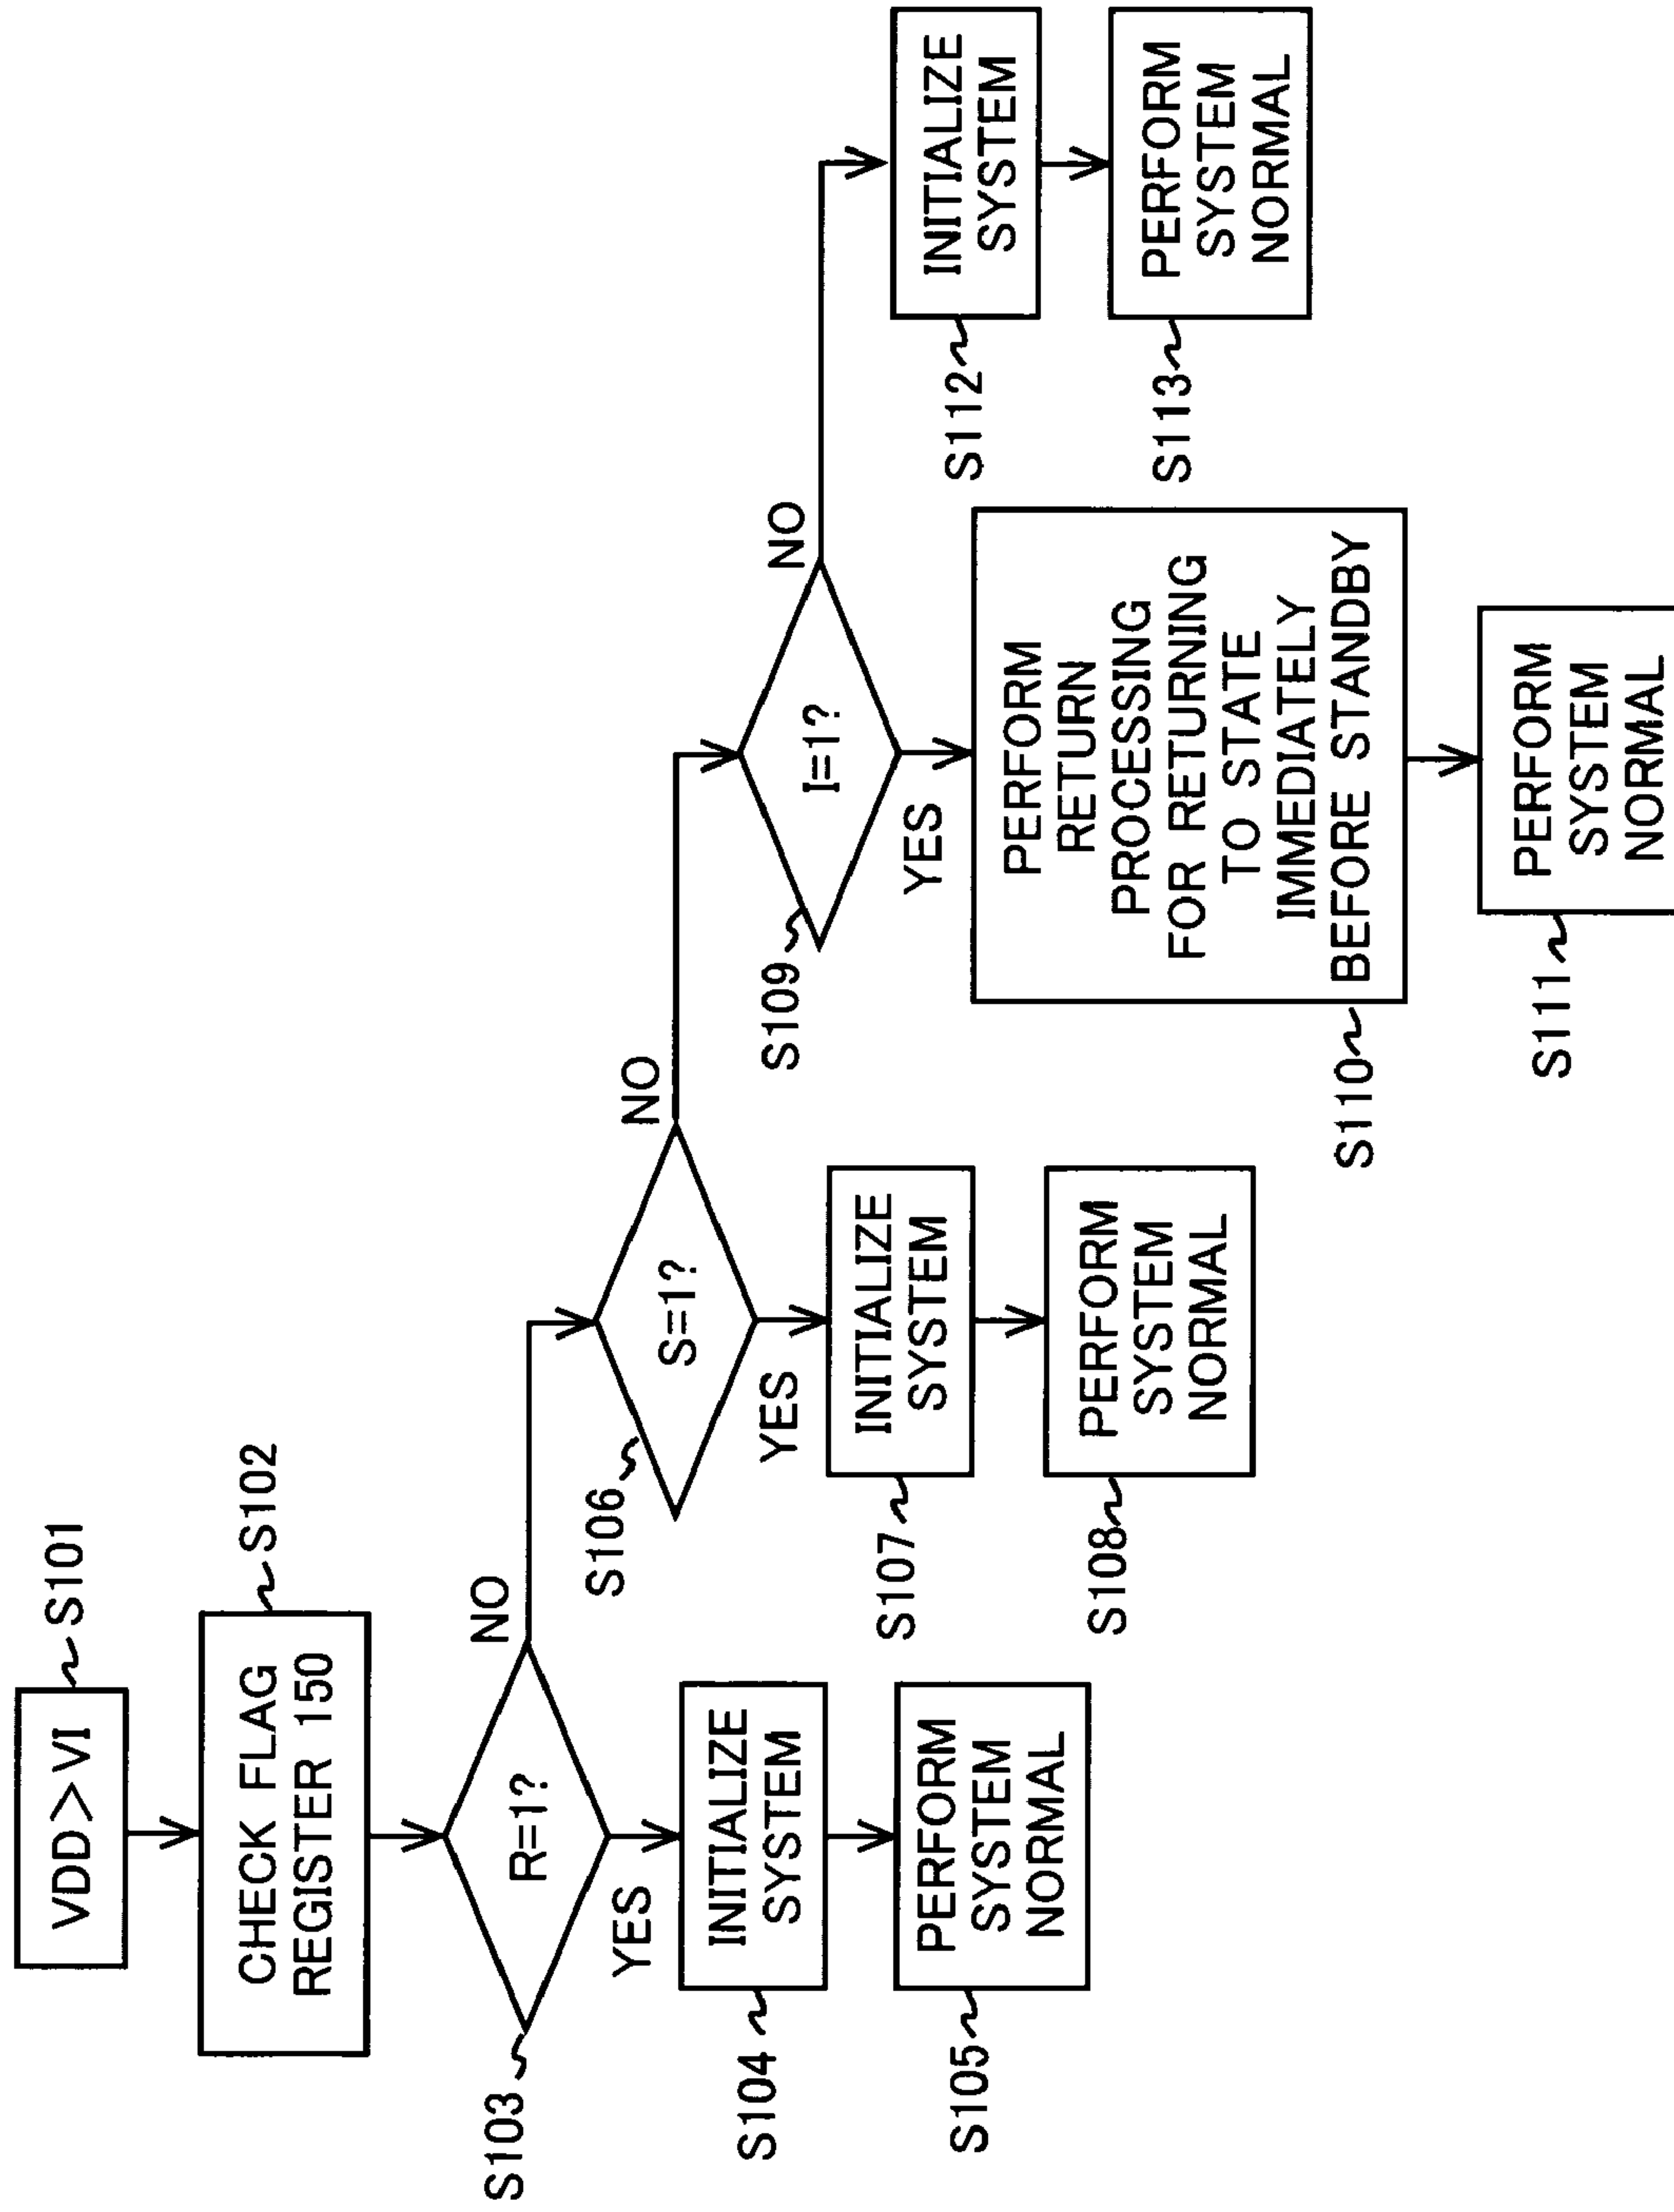 VDD>VI
S101
CHECK FLAG
REGISTER 150
S102
R=1?
S103
NO
YES
INITIALIZE
SYSTEM
S104
PERFORM
SYSTEM
NORMAL
S105
S=1?
S106
NO
YES
INITIALIZE
SYSTEM
S107
PERFORM
SYSTEM
NORMAL
S108
I=1?
S109
NO
YES
PERFORM
RETURN
PROCESSING
FOR RETURNING
TO STATE
IMMEDIATELY
BEFORE STANDBY
S110
PERFORM
SYSTEM
NORMAL
S111
INITIALIZE
SYSTEM
S112
PERFORM
SYSTEM
NORMAL
S113